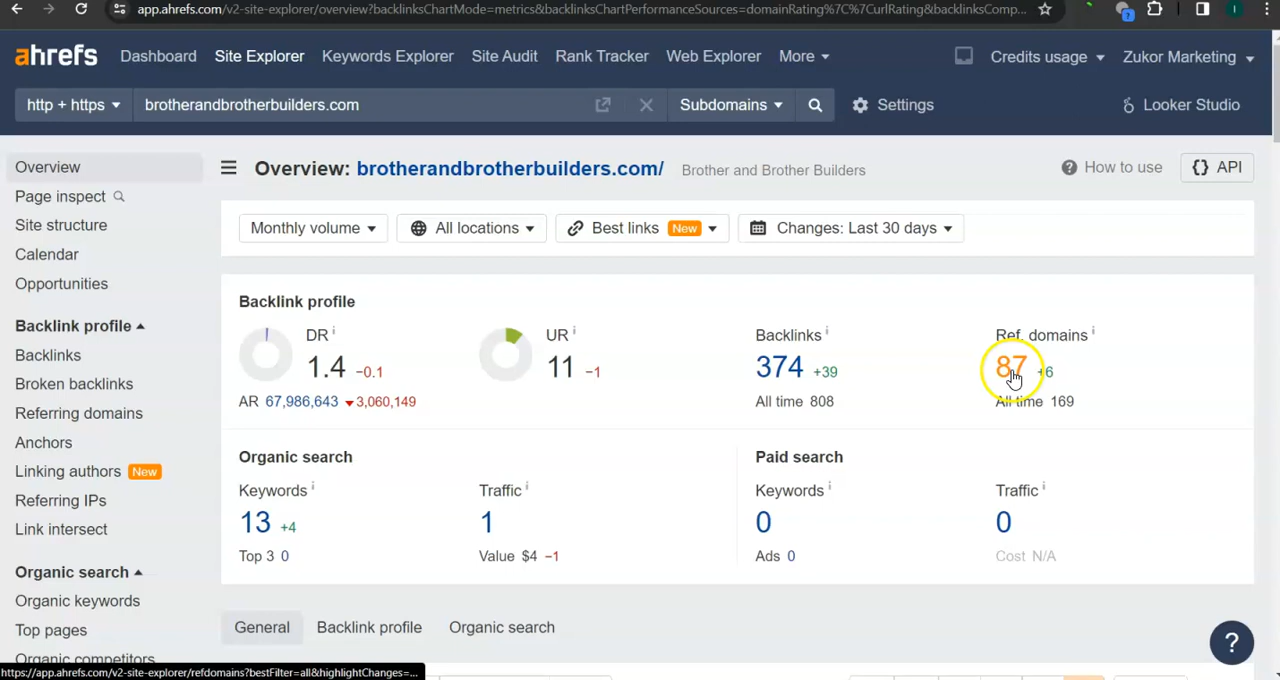 app.ahrefs.com/v2-site-explorer/overview?backlinksChartMode=metrics&backlinksChartPerformanceSources=domainRating%7C%7CurlRating&backlinksComp...
7
I
ahrefs Dashboard Site Explorer Keywords Explorer Site Audit Rank Tracker Web Explorer More Credits usage Zukor Marketing
http + https brotherandbrotherbuilders.com Subdomains Settings Looker Studio
Overview
Page inspect
Site structure
Calendar
Opportunities
Backlink profile
Backlinks
Broken backlinks
Referring domains
Anchors
Linking authors New
Referring IPs
Link intersect
Organic search
Organic keywords
Top pages
Organic competitors
Overview: brotherandbrotherbuilders.com/ Brother and Brother Builders
? How to use {} API
Monthly volume All locations Best links New Changes: Last 30 days
Backlink profile
DR i UR i Backlinks i Ref. domains i
1.4 −0.1 11 −1 374 +39 87 +6
AR 67,986,643 3,060,149 All time 808 All time 169
Organic search Paid search
Keywords i Traffic i Keywords i Traffic i
13 +4 1 0 0
Top 3 0 Value $4 −1 Ads 0 Cost N/A
General Backlink profile Organic search
?
https://app.ahrefs.com/v2-site-explorer/refdomains?bestFilter=all&highlightChanges=...